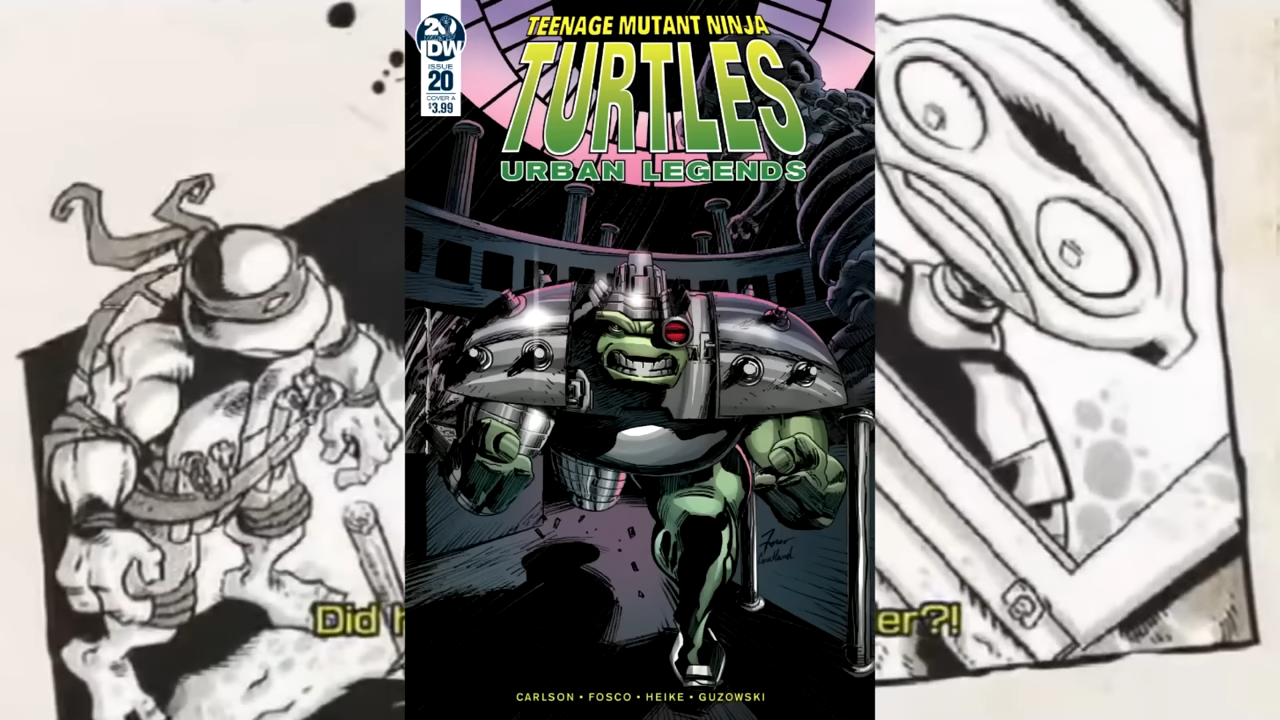 20
IDW
ISSUE
20
COVER A
$3.99
TEENAGE MUTANT NINJA
TURTLES
URBAN LEGENDS
Fosco
Did
er?!
CARLSON • FOSCO • HEIKE • GUZOWSKI